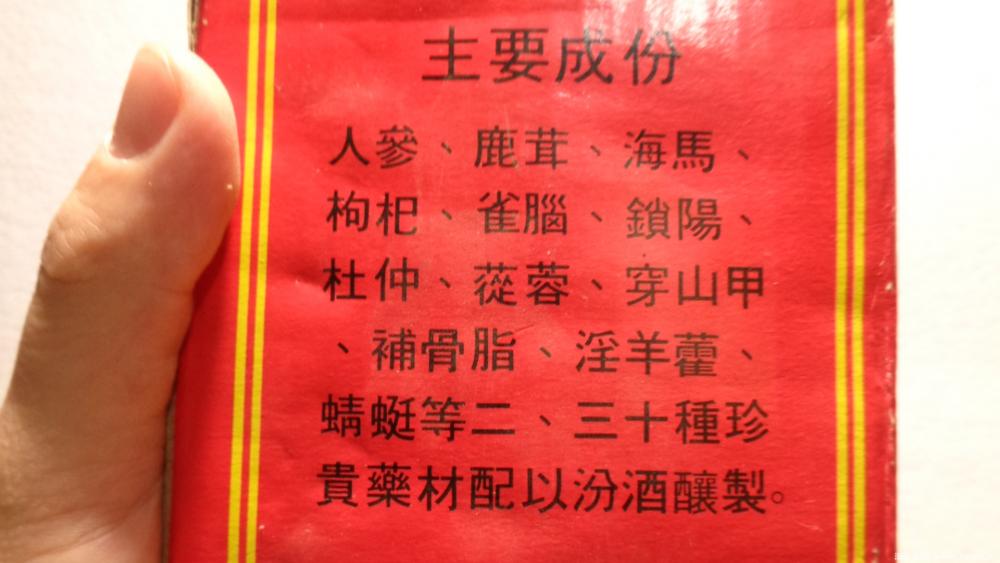 主要成份
人參、鹿茸、海馬、
枸杞、雀腦、鎖陽、
杜仲、蓯蓉、穿山甲
、補骨脂、淫羊藿、
蜻蜓等二、三十種珍
貴藥材配以汾酒釀製。